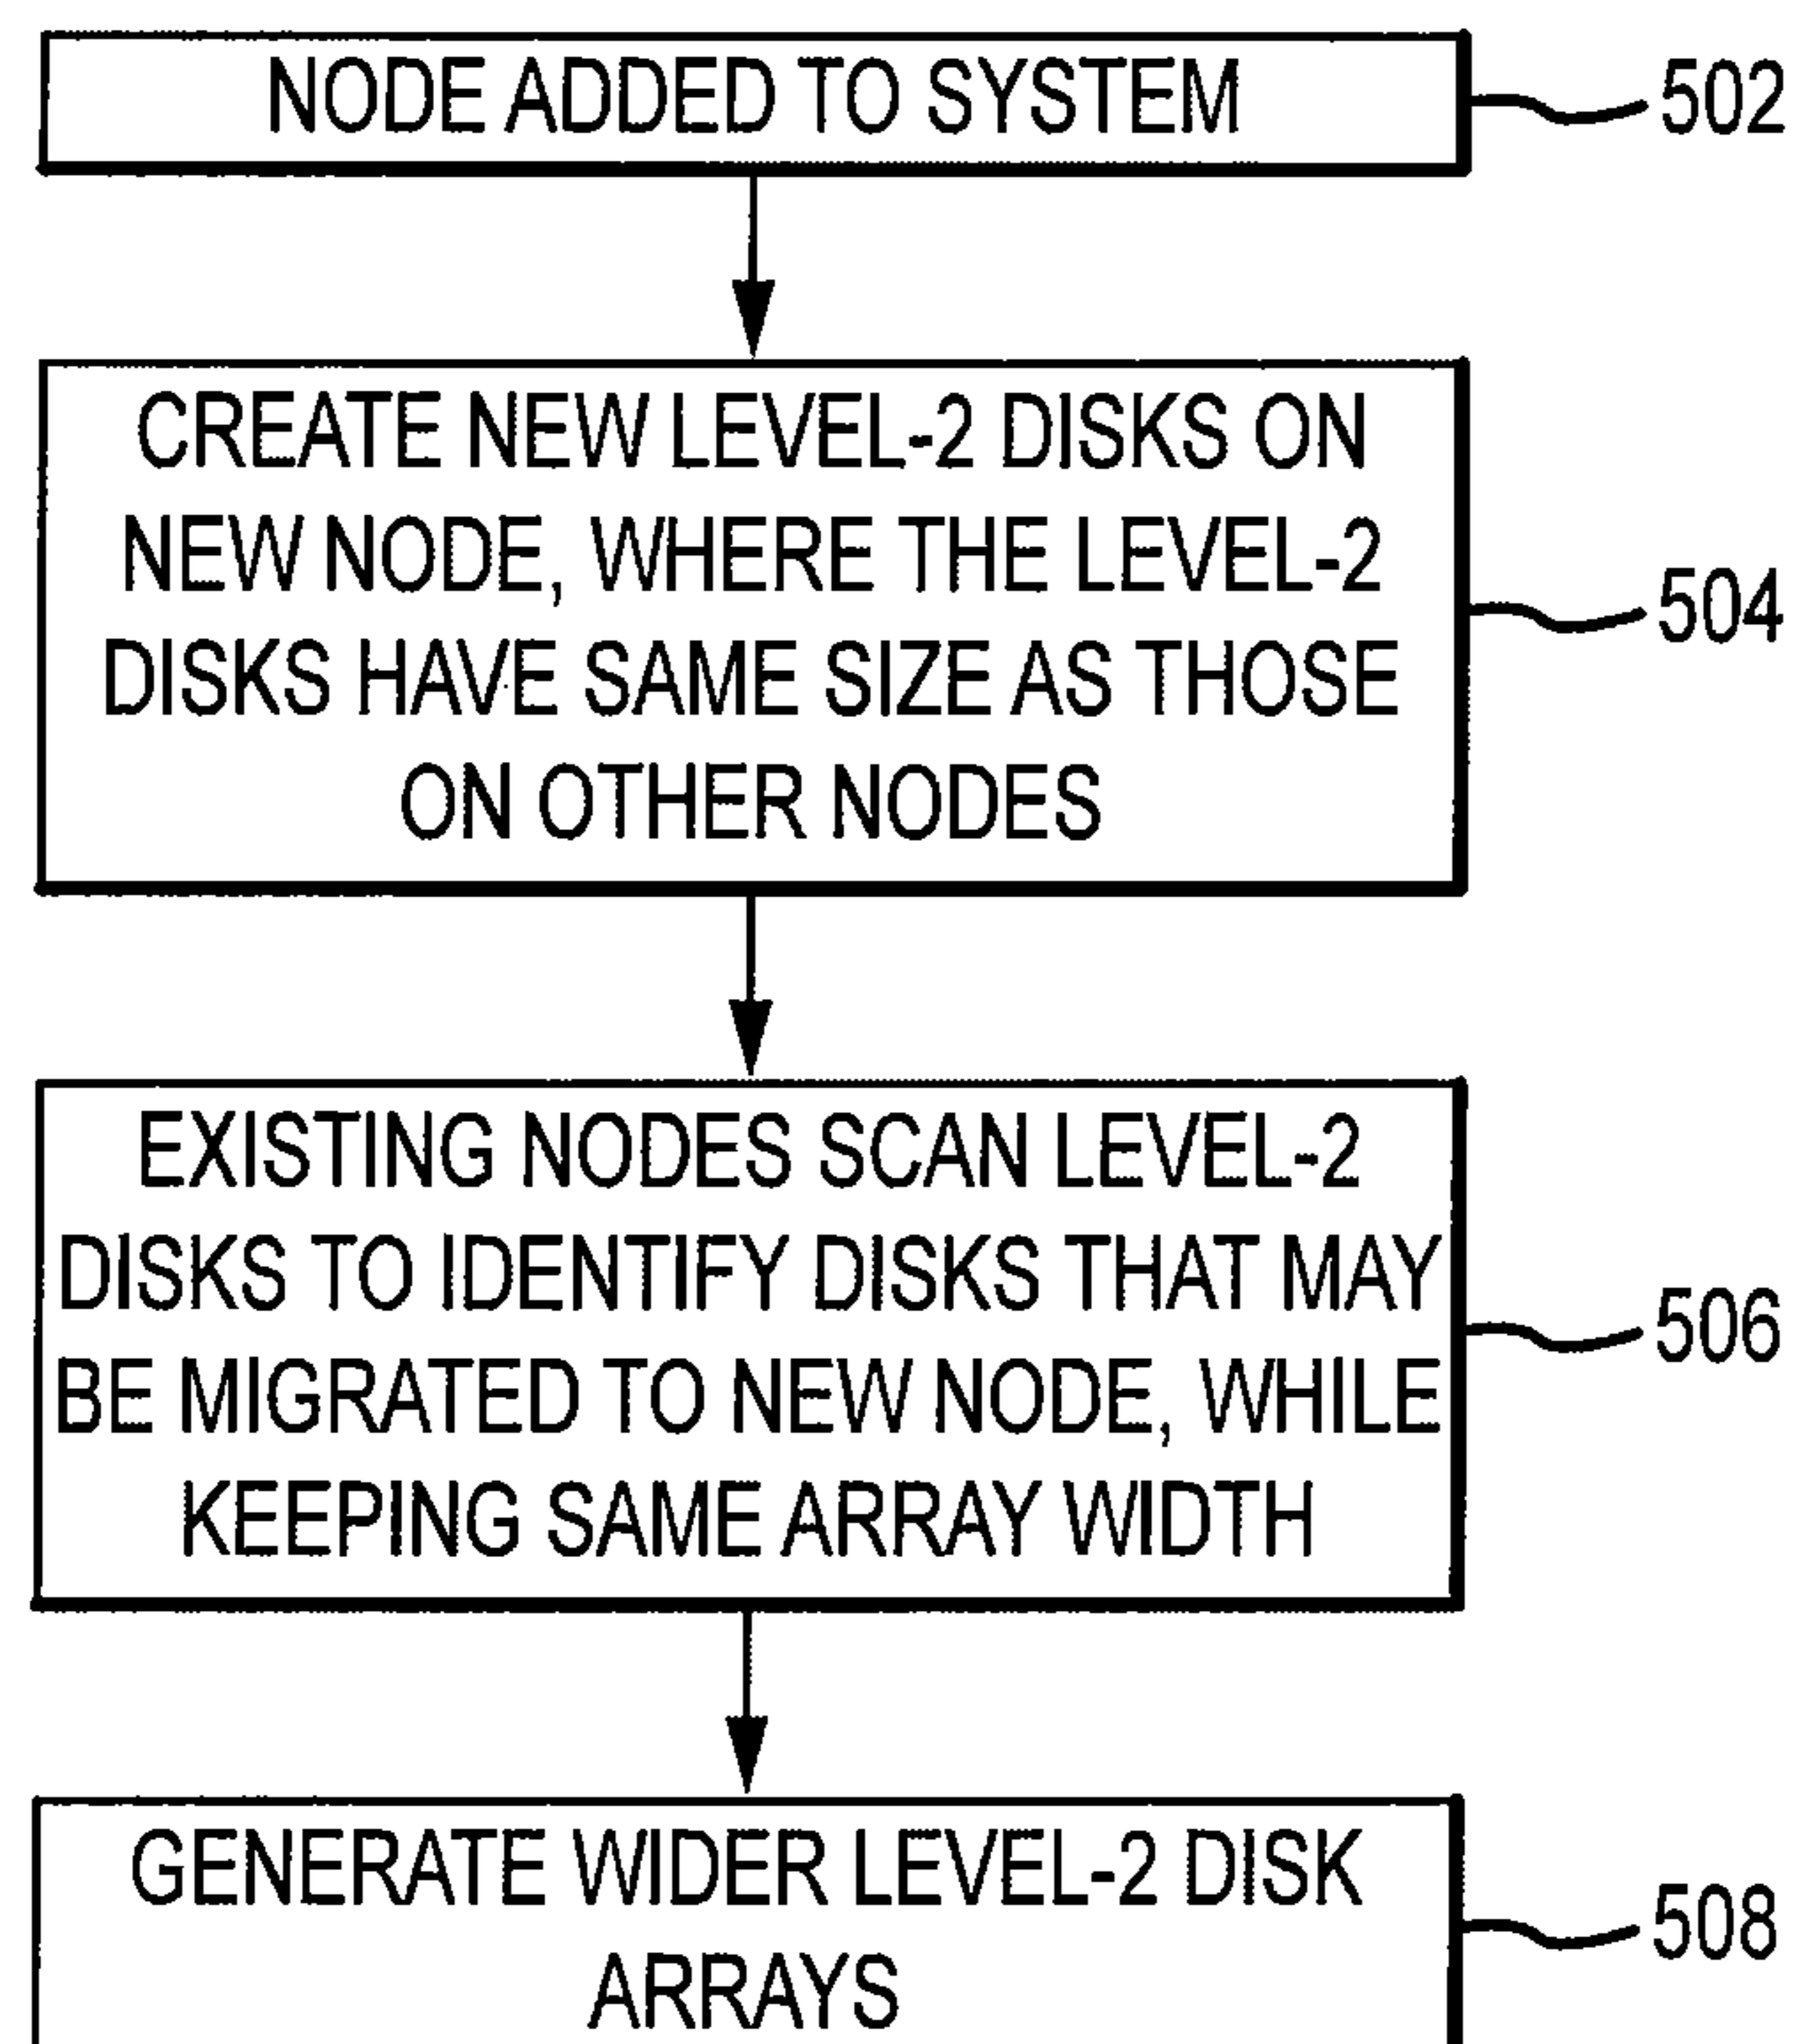 NODE ADDED TO SYSTEM
502
CREATE NEW LEVEL-2 DISKS ON
NEW NODE, WHERE THE LEVEL-2
DISKS HAVE SAME SIZE AS THOSE
ON OTHER NODES
504
EXISTING NODES SCAN LEVEL-2
DISKS TO IDENTIFY DISKS THAT MAY
BE MIGRATED TO NEW NODE, WHILE
KEEPING SAME ARRAY WIDTH
506
GENERATE WIDER LEVEL-2 DISK
ARRAYS
508